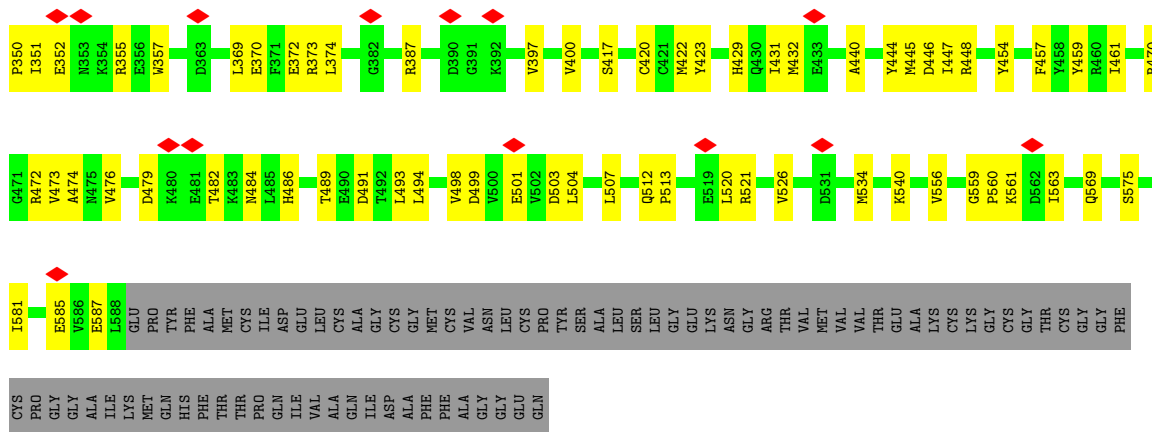 P350 I351 E352 N353 K354 R355 E356 W357 D363 L369 E370 F371 E372 R373 L374 G382 R387 D390 G391 K392 V397 V400 S417 C420 C421 M422 Y423 H429 Q430 I431 M432 E433 A440 Y444 M445 D446 I447 R448 Y454 F457 Y458 Y459 R460 I461
G471 R472 V473 A474 N475 V476 D479 K480 E481 T482 K483 N484 L485 H486 T489 E490 D491 T492 L493 L494 V498 D499 V500 E501 V502 D503 L504 L507 Q512 P513 E519 L520 R521 V526 D531 M534 K540 V556 G559 P560 K561 D562 I563 Q569 S575
I581 E585 V586 E587 L588 GLU PRO TYR PHE ALA MET CYS ILE ASP GLU LEU CYS ALA GLY CYS GLY MET CYS VAL ASN LEU CYS PRO TYR SER ALA LEU SER LEU GLY GLU LYS ASN GLY ARG THR VAL MET VAL VAL THR GLU ALA LYS CYS LYS GLY CYS GLY THR CYS GLY GLY PHE
CYS PRO GLY GLY ALA ILE LYS MET GLN HIS PHE THR THR PRO GLN ILE VAL ALA GLN ILE ASP ALA PHE PHE ALA GLY GLY GLU GLN